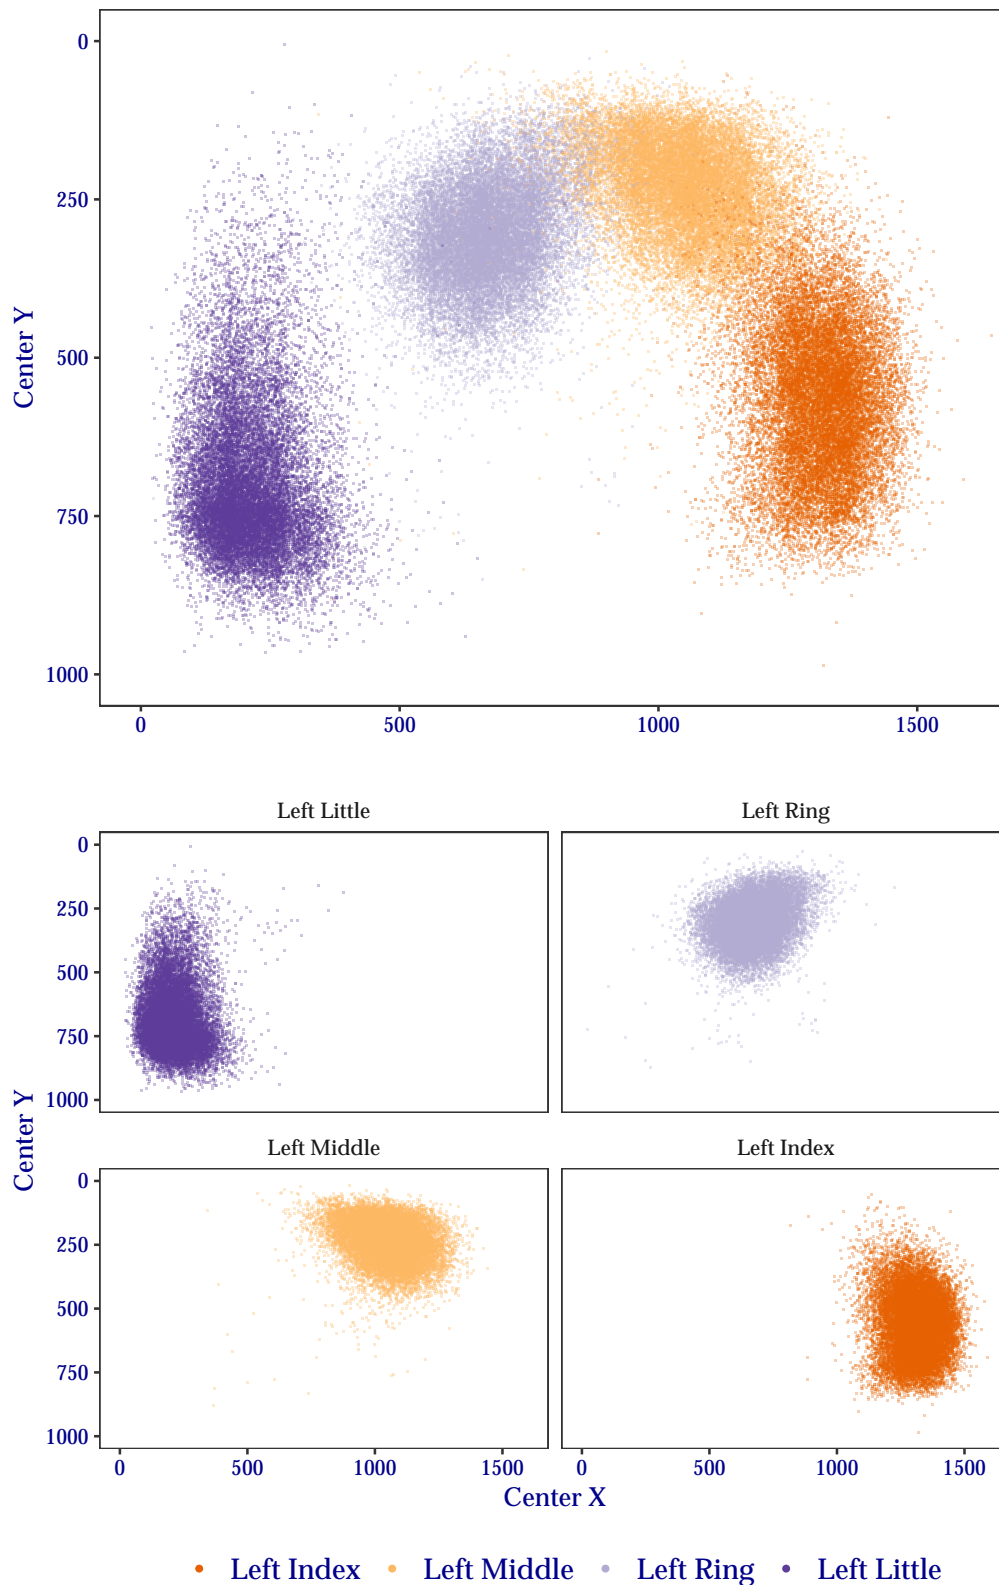 0
250
500
750
1000
Center Y
0 500 1000 1500
Left Little Left Ring
0
250
500
750
1000
Center Y
Left Middle Left Index
0
250
500
750
1000
0 500 1000 1500 0 500 1000 1500
Center X
Left Index Left Middle Left Ring Left Little